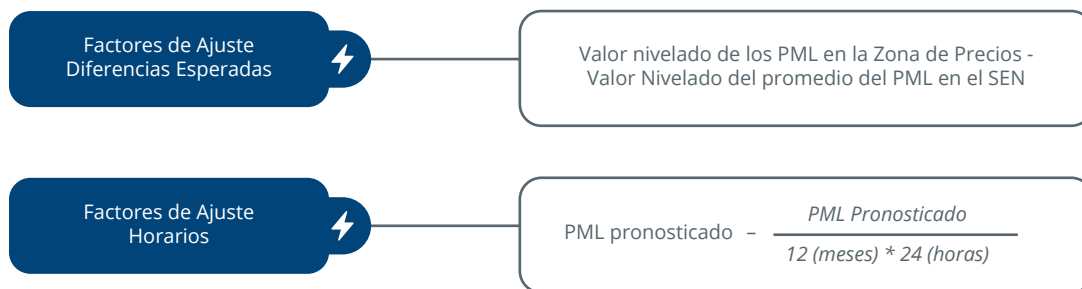 Factores de Ajuste
Diferencias Esperadas
Valor nivelado de los PML en la Zona de Precios -
Valor Nivelado del promedio del PML en el SEN
Factores de Ajuste
Horarios
PML pronosticado –
PML Pronosticado
12 (meses) * 24 (horas)